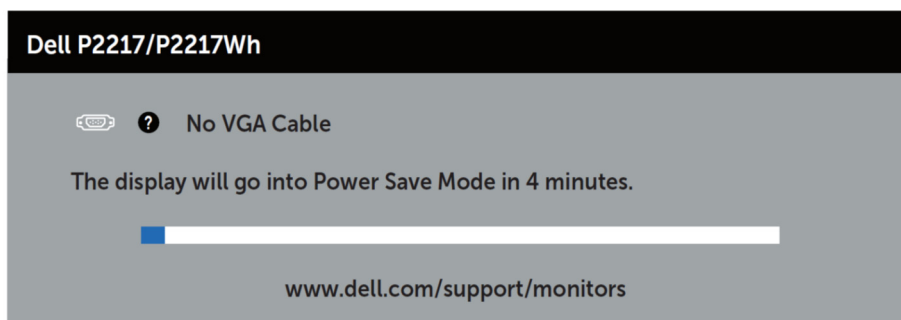 Dell P2217/P2217Wh
? No VGA Cable
The display will go into Power Save Mode in 4 minutes.
www.dell.com/support/monitors